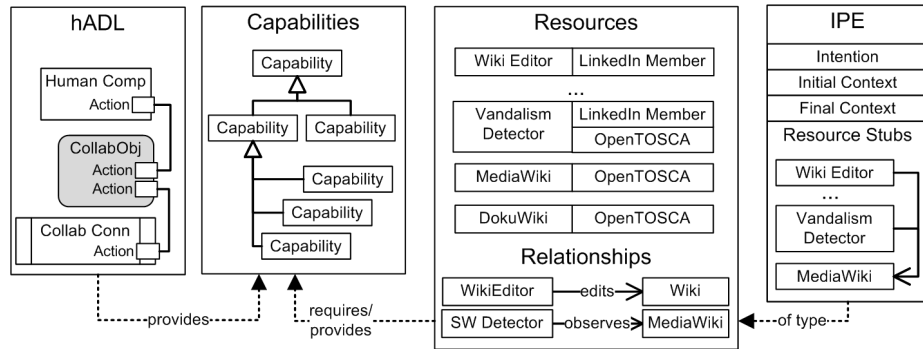 hADL
Human Comp
Action
CollabObj
Action
Action
Collab Conn
Action
provides
Capabilities
Capability
Capability
Capability
Capability
Capability
Capability
requires/
provides
Resources
Wiki Editor
LinkedIn Member
...
Vandalism
Detector
LinkedIn Member
OpenTOSCA
MediaWiki
OpenTOSCA
DokuWiki
OpenTOSCA
Relationships
WikiEditor
edits
Wiki
SW Detector
observes
MediaWiki
IPE
Intention
Initial Context
Final Context
Resource Stubs
Wiki Editor
...
Vandalism
Detector
MediaWiki
of type